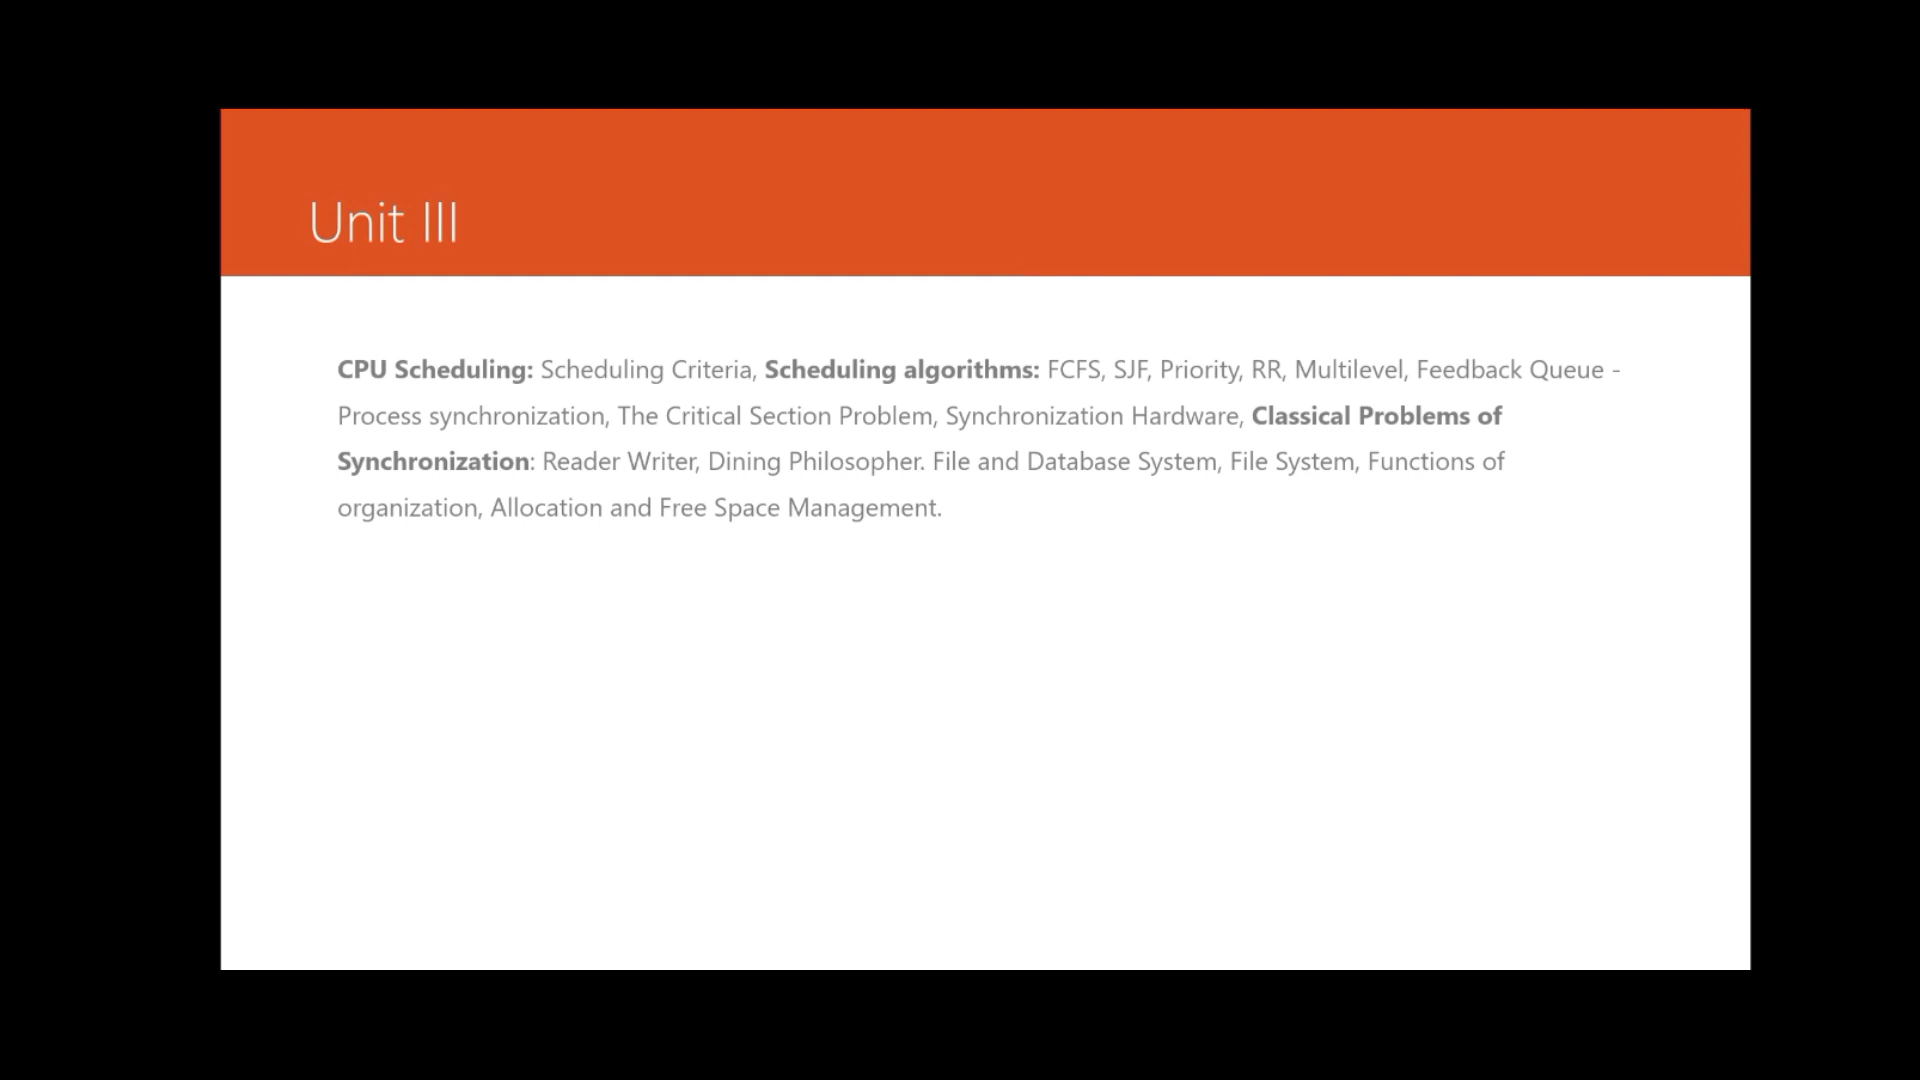 Unit III
CPU Scheduling: Scheduling Criteria, Scheduling algorithms: FCFS, SJF, Priority, RR, Multilevel, Feedback Queue -
Process synchronization, The Critical Section Problem, Synchronization Hardware, Classical Problems of
Synchronization: Reader Writer, Dining Philosopher. File and Database System, File System, Functions of
organization, Allocation and Free Space Management.